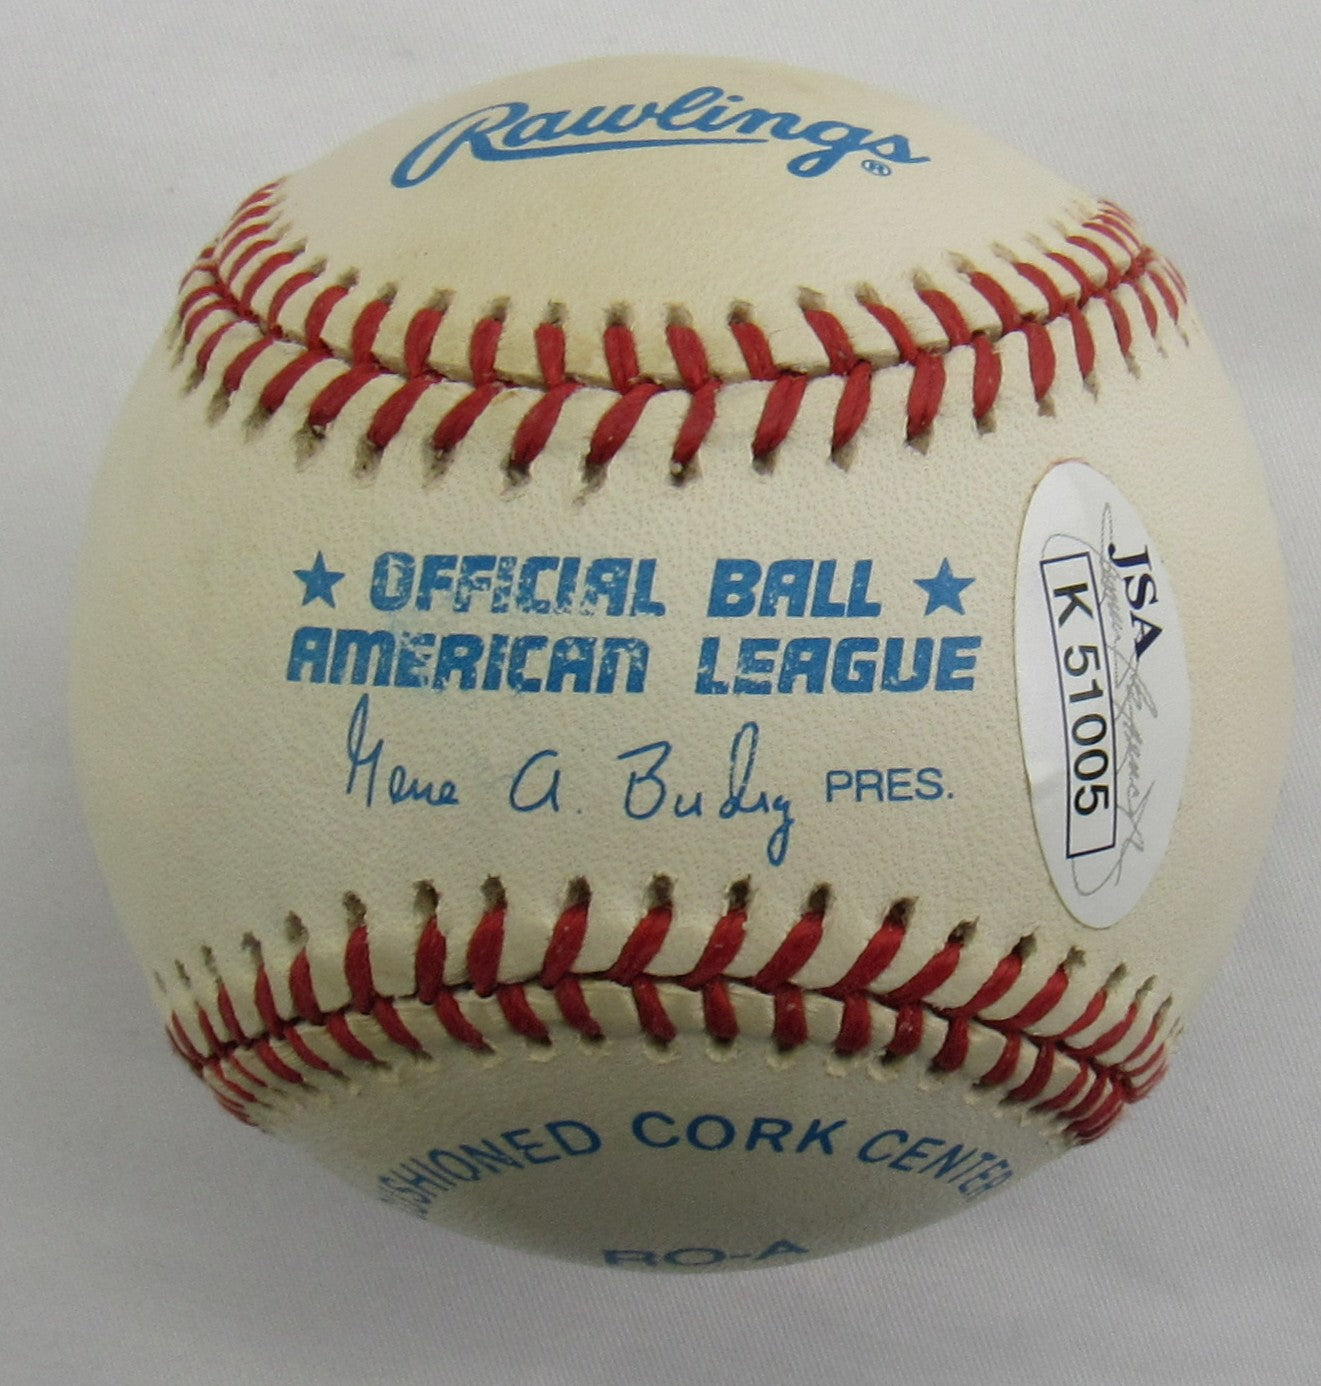 Rawlings®
★ OFFICIAL BALL ★
AMERICAN LEAGUE
Gene A. Budig PRES.
JSA
K 51005
CUSHIONED CORK CENTER
RO-A